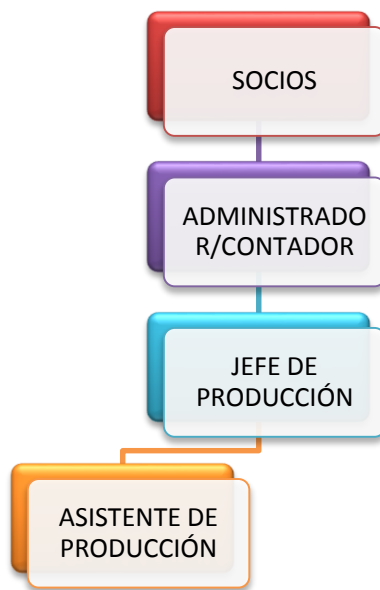 SOCIOS
ADMINISTRADO
R/CONTADOR
JEFE DE
PRODUCCIÓN
ASISTENTE DE
PRODUCCIÓN